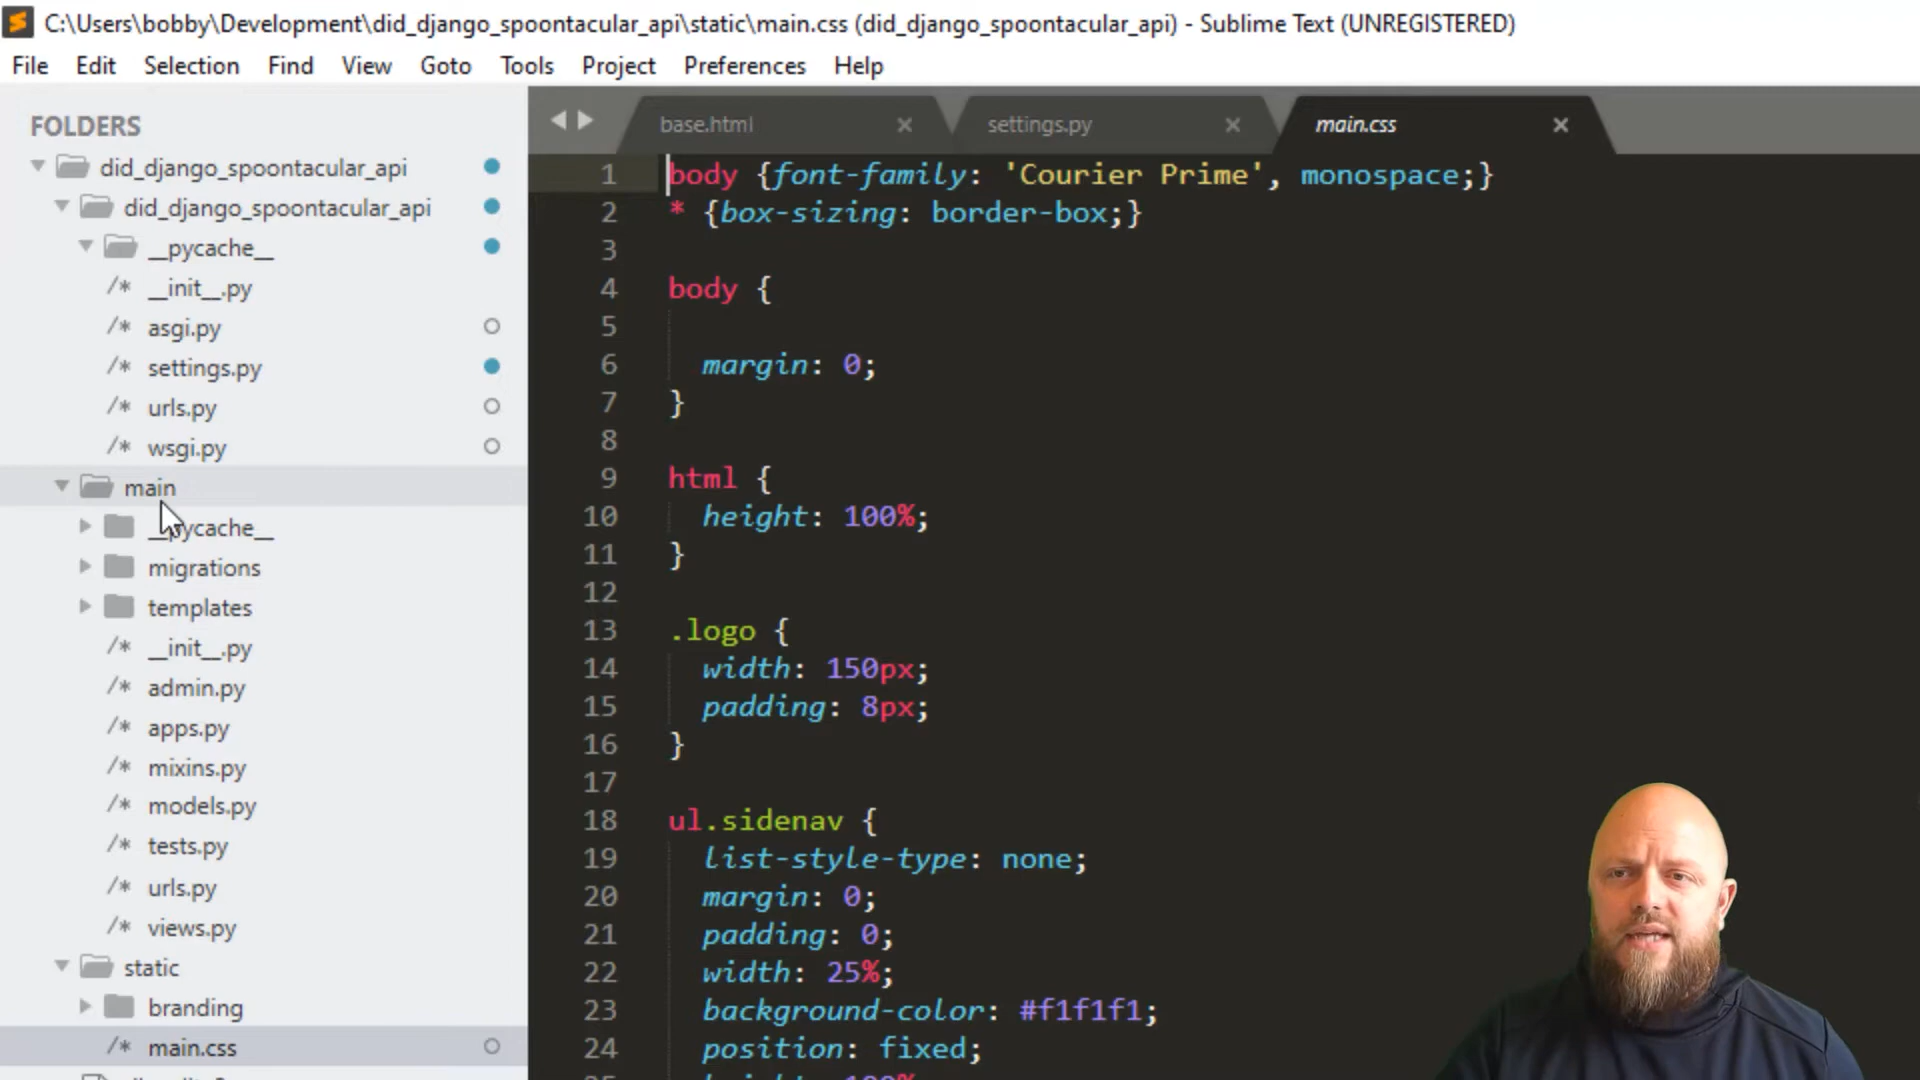 C:\Users\bobby\Development\did_django_spoontacular_api\static\main.css (did_django_spoontacular_api) - Sublime Text (UNREGISTERED)
File Edit Selection Find View Goto Tools Project Preferences Help
FOLDERS
did_django_spoontacular_api
did_django_spoontacular_api
__pycache__
/* __init__.py
/* asgi.py
/* settings.py
/* urls.py
/* wsgi.py
main
__pycache__
migrations
templates
/* __init__.py
/* admin.py
/* apps.py
/* mixins.py
/* models.py
/* tests.py
/* urls.py
/* views.py
static
branding
/* main.css
base.html settings.py main.css
1 body {font-family: 'Courier Prime', monospace;}
2 * {box-sizing: border-box;}
3
4 body {
5
6 margin: 0;
7 }
8
9 html {
10 height: 100%;
11 }
12
13 .logo {
14 width: 150px;
15 padding: 8px;
16 }
17
18 ul.sidenav {
19 list-style-type: none;
20 margin: 0;
21 padding: 0;
22 width: 25%;
23 background-color: #f1f1f1;
24 position: fixed;